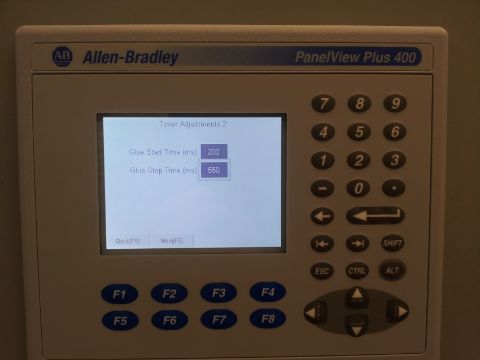 AB Allen-Bradley
PanelView Plus 400
Timer Adjustments 2
Glue Start Time (ms) 200
Glue Stop Time (ms) 550
Main[F6]
7 8 9
4 5 6
1 2 3
- 0 .
SHIFT
ESC CTRL ALT
F1 F2 F3 F4
F5 F6 F7 F8